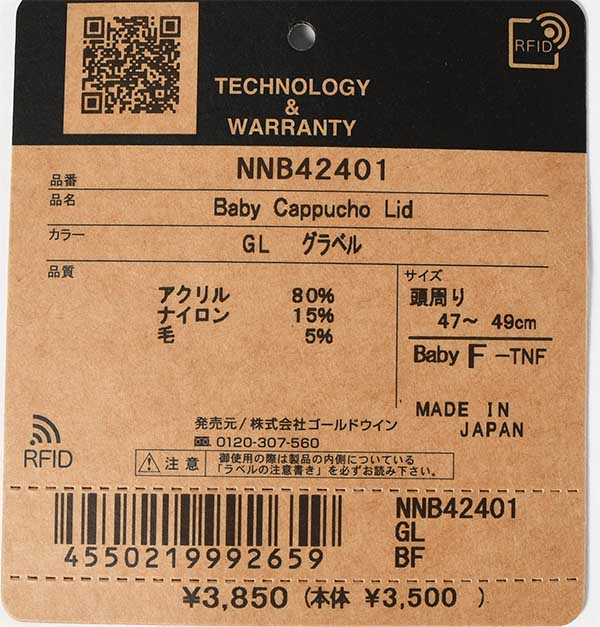 RFID
TECHNOLOGY
&
WARRANTY
品番 NNB42401
品名 Baby Cappucho Lid
カラー GL グラベル
品質
アクリル 80%
ナイロン 15%
毛 5%
サイズ
頭周り
47～ 49cm
Baby F -TNF
MADE IN
JAPAN
発売元/株式会社ゴールドウイン
0120-307-560
RFID
注意 御使用の際は製品の内側についている
「ラベルの注意書き」を必ずお読み下さい。
4550219992659
NNB42401
GL
BF
¥3,850 (本体 ¥3,500 )